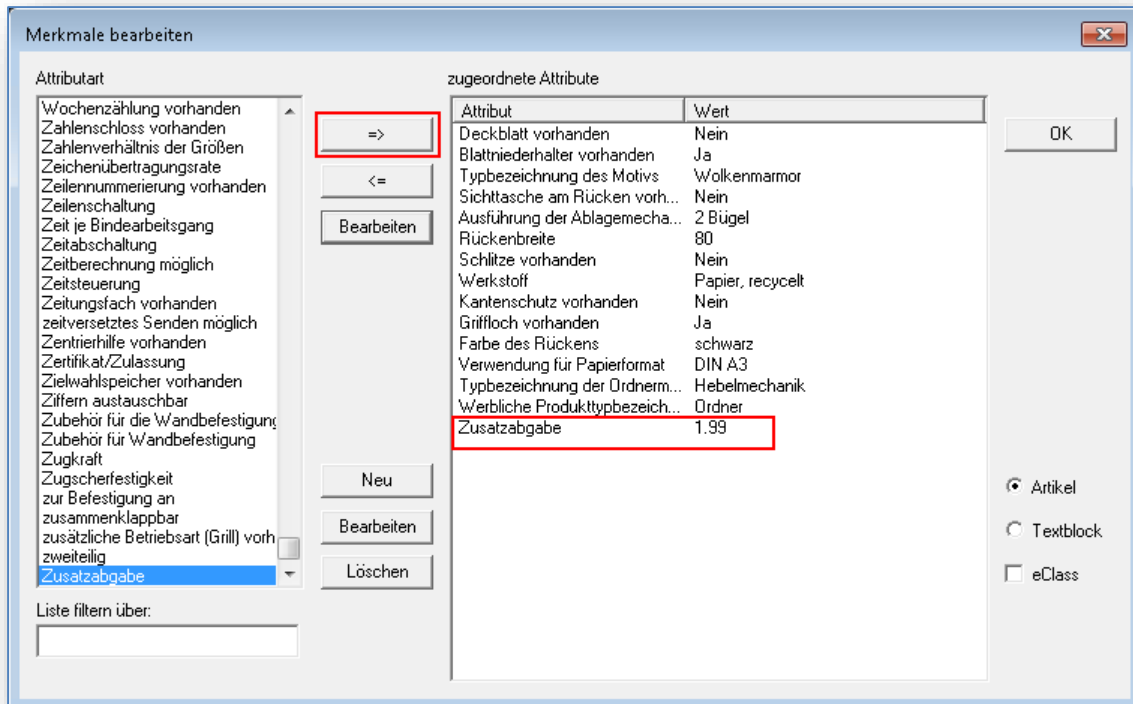 Merkmale bearbeiten
Attributart
Wochenzählung vorhanden
Zahlenschloss vorhanden
Zahlenverhältnis der Größen
Zeichenübertragungsrate
Zeilennummerierung vorhanden
Zeilenschaltung
Zeit je Bindearbeitsgang
Zeitabschaltung
Zeitberechnung möglich
Zeitsteuerung
Zeitungsfach vorhanden
zeitversetztes Senden möglich
Zentrierhilfe vorhanden
Zertifikat/Zulassung
Zielwahlspeicher vorhanden
Ziffern austauschbar
Zubehör für die Wandbefestigung
Zubehör für Wandbefestigung
Zugkraft
Zugscherfestigkeit
zur Befestigung an
zusammenklappbar
zusätzliche Betriebsart (Grill) vorh
zweiteilig
Zusatzabgabe
Liste filtern über:
=>
<=
Bearbeiten
Neu
Bearbeiten
Löschen
zugeordnete Attribute
Attribut Wert
Deckblatt vorhanden Nein
Blattniederhalter vorhanden Ja
Typbezeichnung des Motivs Wolkenmarmor
Sichttasche am Rücken vorh... Nein
Ausführung der Ablagemecha... 2 Bügel
Rückenbreite 80
Schlitze vorhanden Nein
Werkstoff Papier, recycelt
Kantenschutz vorhanden Nein
Griffloch vorhanden Ja
Farbe des Rückens schwarz
Verwendung für Papierformat DIN A3
Typbezeichnung der Ordnerm... Hebelmechanik
Werbliche Produkttypbezeich... Ordner
Zusatzabgabe 1.99
OK
Artikel
Textblock
eClass